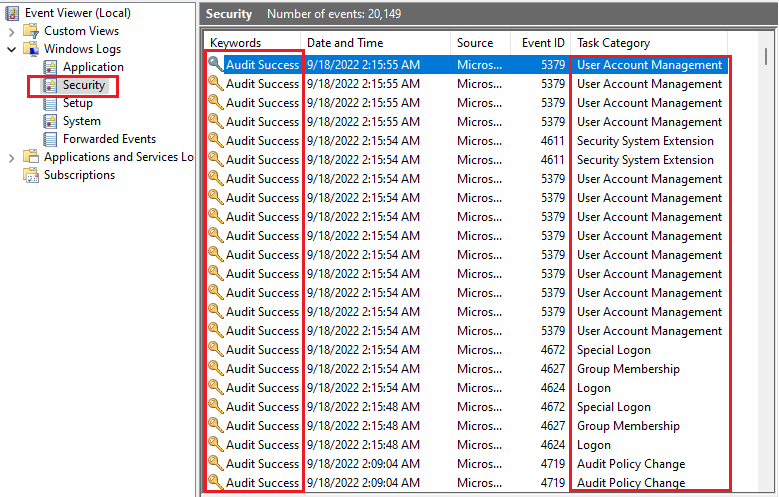 Event Viewer (Local)
Custom Views
Windows Logs
Application
Security
Setup
System
Forwarded Events
Applications and Services Lo
Subscriptions
Security Number of events: 20,149
Keywords Date and Time Source Event ID Task Category
Audit Success 9/18/2022 2:15:55 AM Micros... 5379 User Account Management
Audit Success 9/18/2022 2:15:55 AM Micros... 5379 User Account Management
Audit Success 9/18/2022 2:15:55 AM Micros... 5379 User Account Management
Audit Success 9/18/2022 2:15:55 AM Micros... 5379 User Account Management
Audit Success 9/18/2022 2:15:54 AM Micros... 4611 Security System Extension
Audit Success 9/18/2022 2:15:54 AM Micros... 4611 Security System Extension
Audit Success 9/18/2022 2:15:54 AM Micros... 5379 User Account Management
Audit Success 9/18/2022 2:15:54 AM Micros... 5379 User Account Management
Audit Success 9/18/2022 2:15:54 AM Micros... 5379 User Account Management
Audit Success 9/18/2022 2:15:54 AM Micros... 5379 User Account Management
Audit Success 9/18/2022 2:15:54 AM Micros... 5379 User Account Management
Audit Success 9/18/2022 2:15:54 AM Micros... 5379 User Account Management
Audit Success 9/18/2022 2:15:54 AM Micros... 5379 User Account Management
Audit Success 9/18/2022 2:15:54 AM Micros... 5379 User Account Management
Audit Success 9/18/2022 2:15:54 AM Micros... 5379 User Account Management
Audit Success 9/18/2022 2:15:54 AM Micros... 4672 Special Logon
Audit Success 9/18/2022 2:15:54 AM Micros... 4627 Group Membership
Audit Success 9/18/2022 2:15:54 AM Micros... 4624 Logon
Audit Success 9/18/2022 2:15:48 AM Micros... 4672 Special Logon
Audit Success 9/18/2022 2:15:48 AM Micros... 4627 Group Membership
Audit Success 9/18/2022 2:15:48 AM Micros... 4624 Logon
Audit Success 9/18/2022 2:09:04 AM Micros... 4719 Audit Policy Change
Audit Success 9/18/2022 2:09:04 AM Micros... 4719 Audit Policy Change